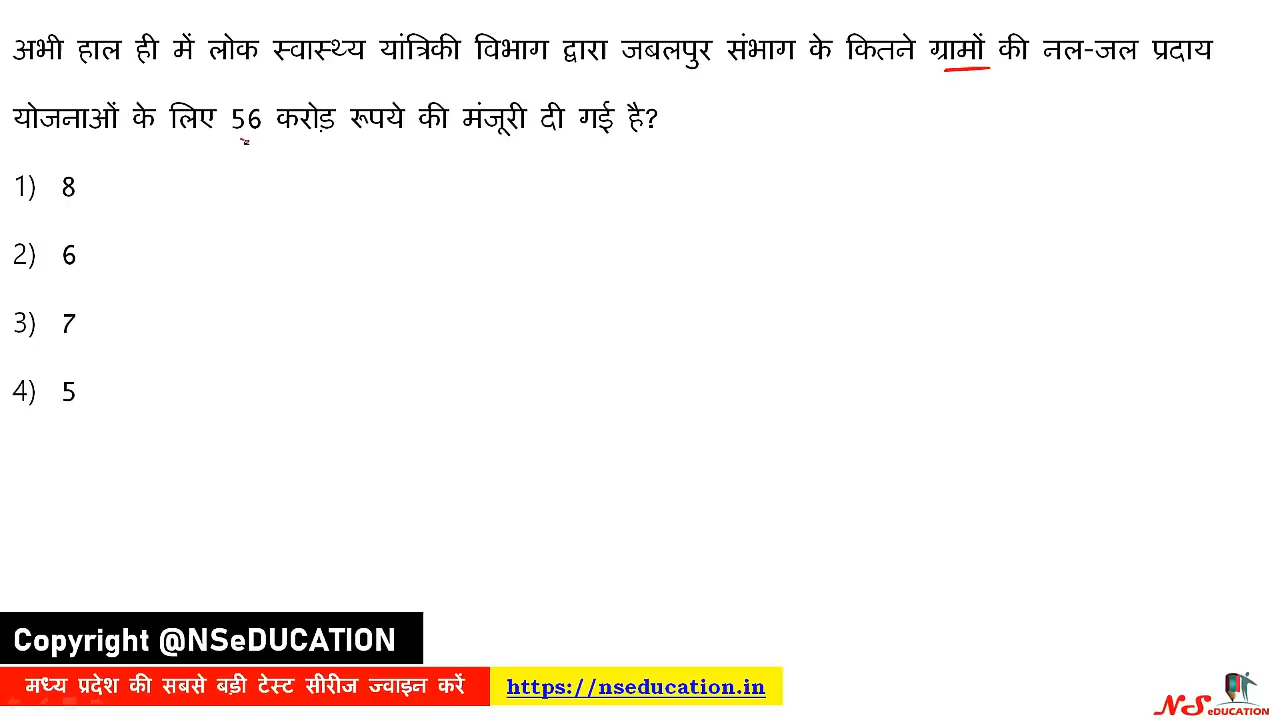 अभी हाल ही में लोक स्वास्थ्य यांत्रिकी विभाग द्वारा जबलपुर संभाग के कितने ग्रामों की नल-जल प्रदाय
योजनाओं के लिए 56 करोड़ रूपये की मंजूरी दी गई है?
1) 8
2) 6
3) 7
4) 5
Copyright @NSeDUCATION
मध्य प्रदेश की सबसे बड़ी टेस्ट सीरीज ज्वाइन करें https://nseducation.in
NS eDUCATION